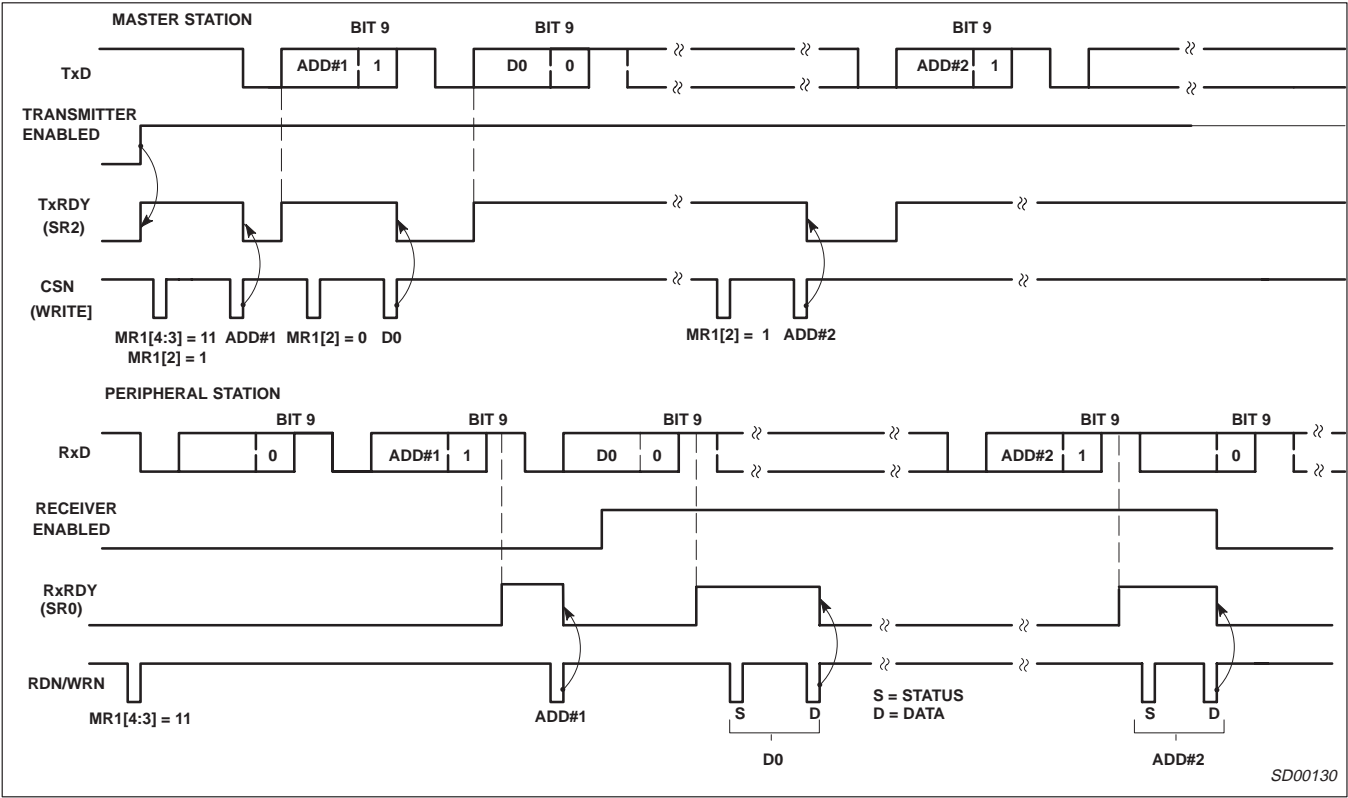 MASTER STATION
BIT 9 BIT 9 BIT 9
TxD ADD#1 1 D0 0 ADD#2 1
TRANSMITTER
ENABLED
TxRDY
(SR2)
CSN
(WRITE]
MR1[4:3] = 11 ADD#1 MR1[2] = 0 D0 MR1[2] = 1 ADD#2
MR1[2] = 1
PERIPHERAL STATION
BIT 9 BIT 9 BIT 9 BIT 9 BIT 9
RxD 0 ADD#1 1 D0 0 ADD#2 1 0
RECEIVER
ENABLED
RxRDY
(SR0)
RDN/WRN
MR1[4:3] = 11 ADD#1 S D S D
S = STATUS
D = DATA
D0 ADD#2
SD00130